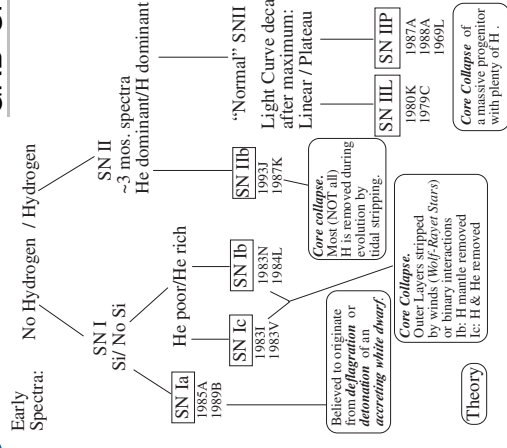 Early
Spectra:
No Hydrogen / Hydrogen
SN I
Si/ No Si
SN II
~3 mos. spectra
He dominant/H dominant
He poor/He rich
"Normal" SNII
Light Curve deca
after maximum:
Linear / Plateau
SN Ia
1985A
1989B
SN Ic
1983I
1983V
SN Ib
1983N
1984L
SN IIb
1993J
1987K
SN IIL
1980K
1979C
SN IIP
1987A
1988A
1969L
Believed to originate
from deflagration or
detonation of an
accreting white dwarf.
Core collapse.
Most (NOT all)
H is removed during
evolution by
tidal stripping.
Core Collapse.
Outer Layers stripped
by winds (Wolf-Rayet Stars)
or binary interactions
Ib: H mantle removed
Ic: H & He removed
Core Collapse of
a massive progenitor
with plenty of H .
Theory